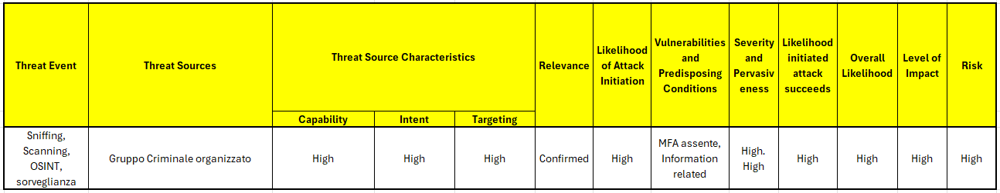 Threat Event
Threat Sources
Threat Source Characteristics
Capability
Intent
Targeting
Relevance
Likelihood
of Attack
Initiation
Vulnerabilities
and
Predisposing
Conditions
Severity
and
Pervasiv
eness
Likelihood
initiated
attack
succeeds
Overall
Likelihood
Level of
Impact
Risk
Sniffing,
Scanning,
OSINT,
sorveglianza
Gruppo Criminale organizzato
High
High
High
Confirmed
High
MFA assente,
Information
related
High.
High
High
High
High
High